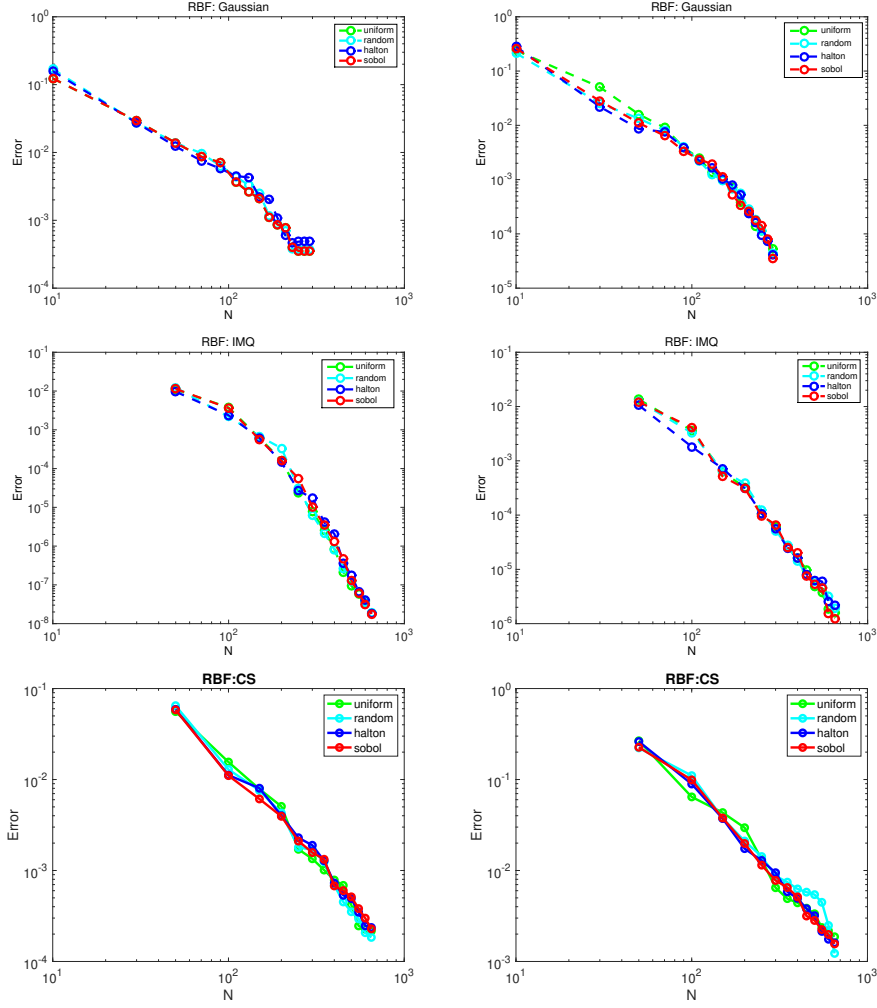 RBF: Gaussian
10^0
10^-1
10^-2
10^-3
10^-4
Error
10^1
10^2
10^3
N
uniform
random
halton
sobol
RBF: Gaussian
10^0
10^-1
10^-2
10^-3
10^-4
10^-5
Error
10^1
10^2
10^3
N
uniform
random
halton
sobol
RBF: IMQ
10^-1
10^-2
10^-3
10^-4
10^-5
10^-6
10^-7
10^-8
Error
10^1
10^2
10^3
N
uniform
random
halton
sobol
RBF: IMQ
10^-1
10^-2
10^-3
10^-4
10^-5
10^-6
Error
10^1
10^2
10^3
N
uniform
random
halton
sobol
RBF:CS
10^-1
10^-2
10^-3
10^-4
Error
10^1
10^2
10^3
N
uniform
random
halton
sobol
RBF:CS
10^0
10^-1
10^-2
10^-3
Error
10^1
10^2
10^3
N
uniform
random
halton
sobol